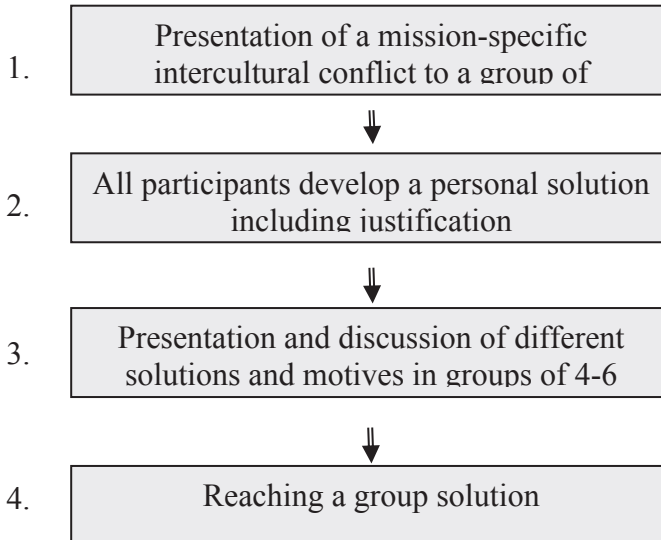 1.
Presentation of a mission-specific
intercultural conflict to a group of
2.
All participants develop a personal solution
including justification
3.
Presentation and discussion of different
solutions and motives in groups of 4-6
4.
Reaching a group solution